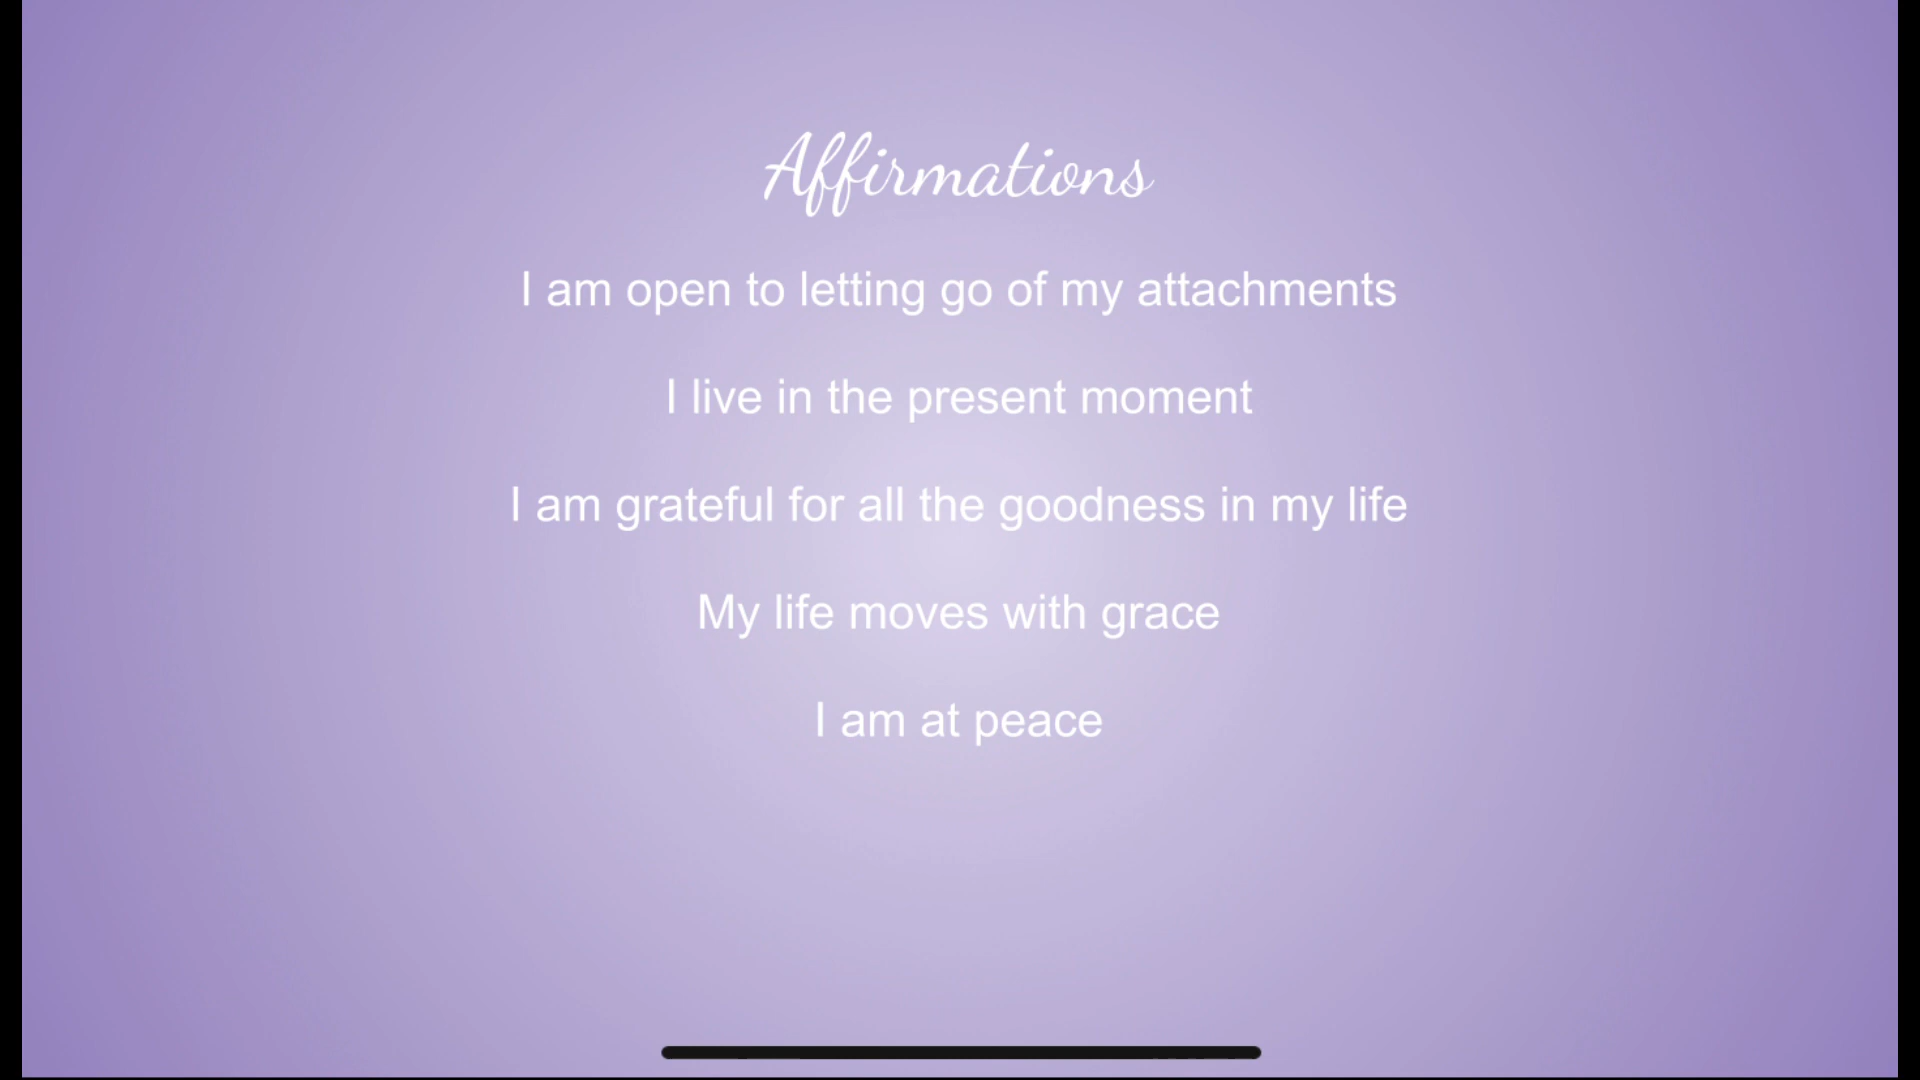 Affirmations
I am open to letting go of my attachments
I live in the present moment
I am grateful for all the goodness in my life
My life moves with grace
I am at peace